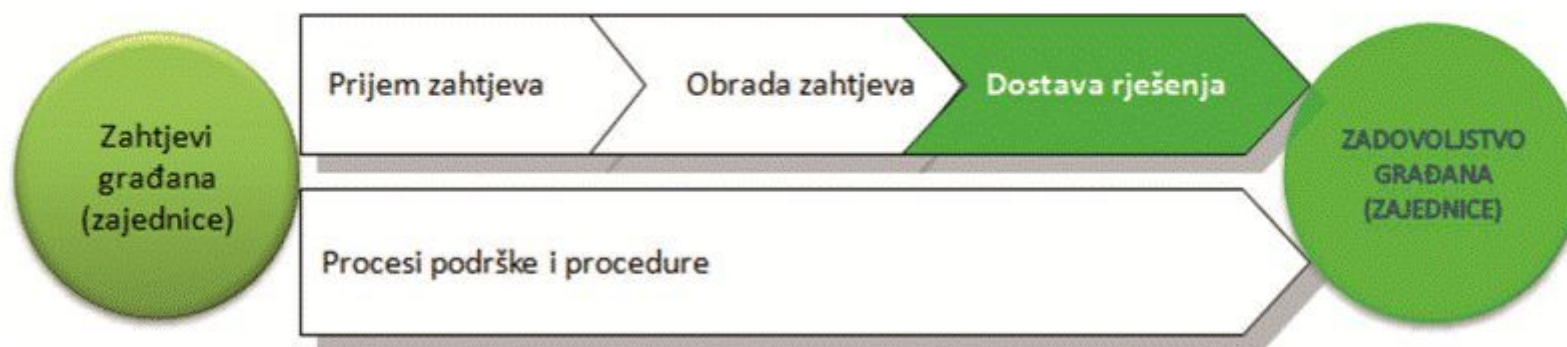 Zahtjevi
građana
(zajednice)
Prijem zahtjeva
Obrada zahtjeva
Dostava rješenja
Procesi podrške i procedure
ZADOVOLJSTVO
GRAĐANA
(ZAJEDNICE)